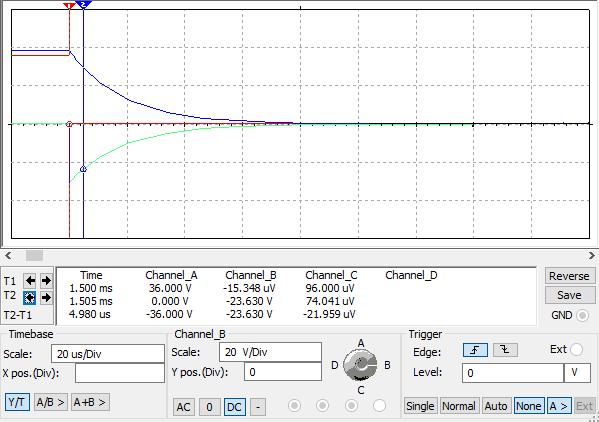 1 2
Time Channel_A Channel_B Channel_C Channel_D
T1 1.500 ms 36.000 V -15.348 uV 96.000 uV
T2 1.505 ms 0.000 V -23.630 V 74.041 uV
T2-T1 4.980 us -36.000 V -23.630 V -21.959 uV
Reverse
Save
GND
Timebase
Scale: 20 us/Div
X pos.(Div):
Y/T A/B > A+B >
Channel_B
Scale: 20 V/Div
Y pos.(Div): 0
AC 0 DC -
A
D B
C
Trigger
Edge: Ext
Level: 0 V
Single Normal Auto None A > Ext